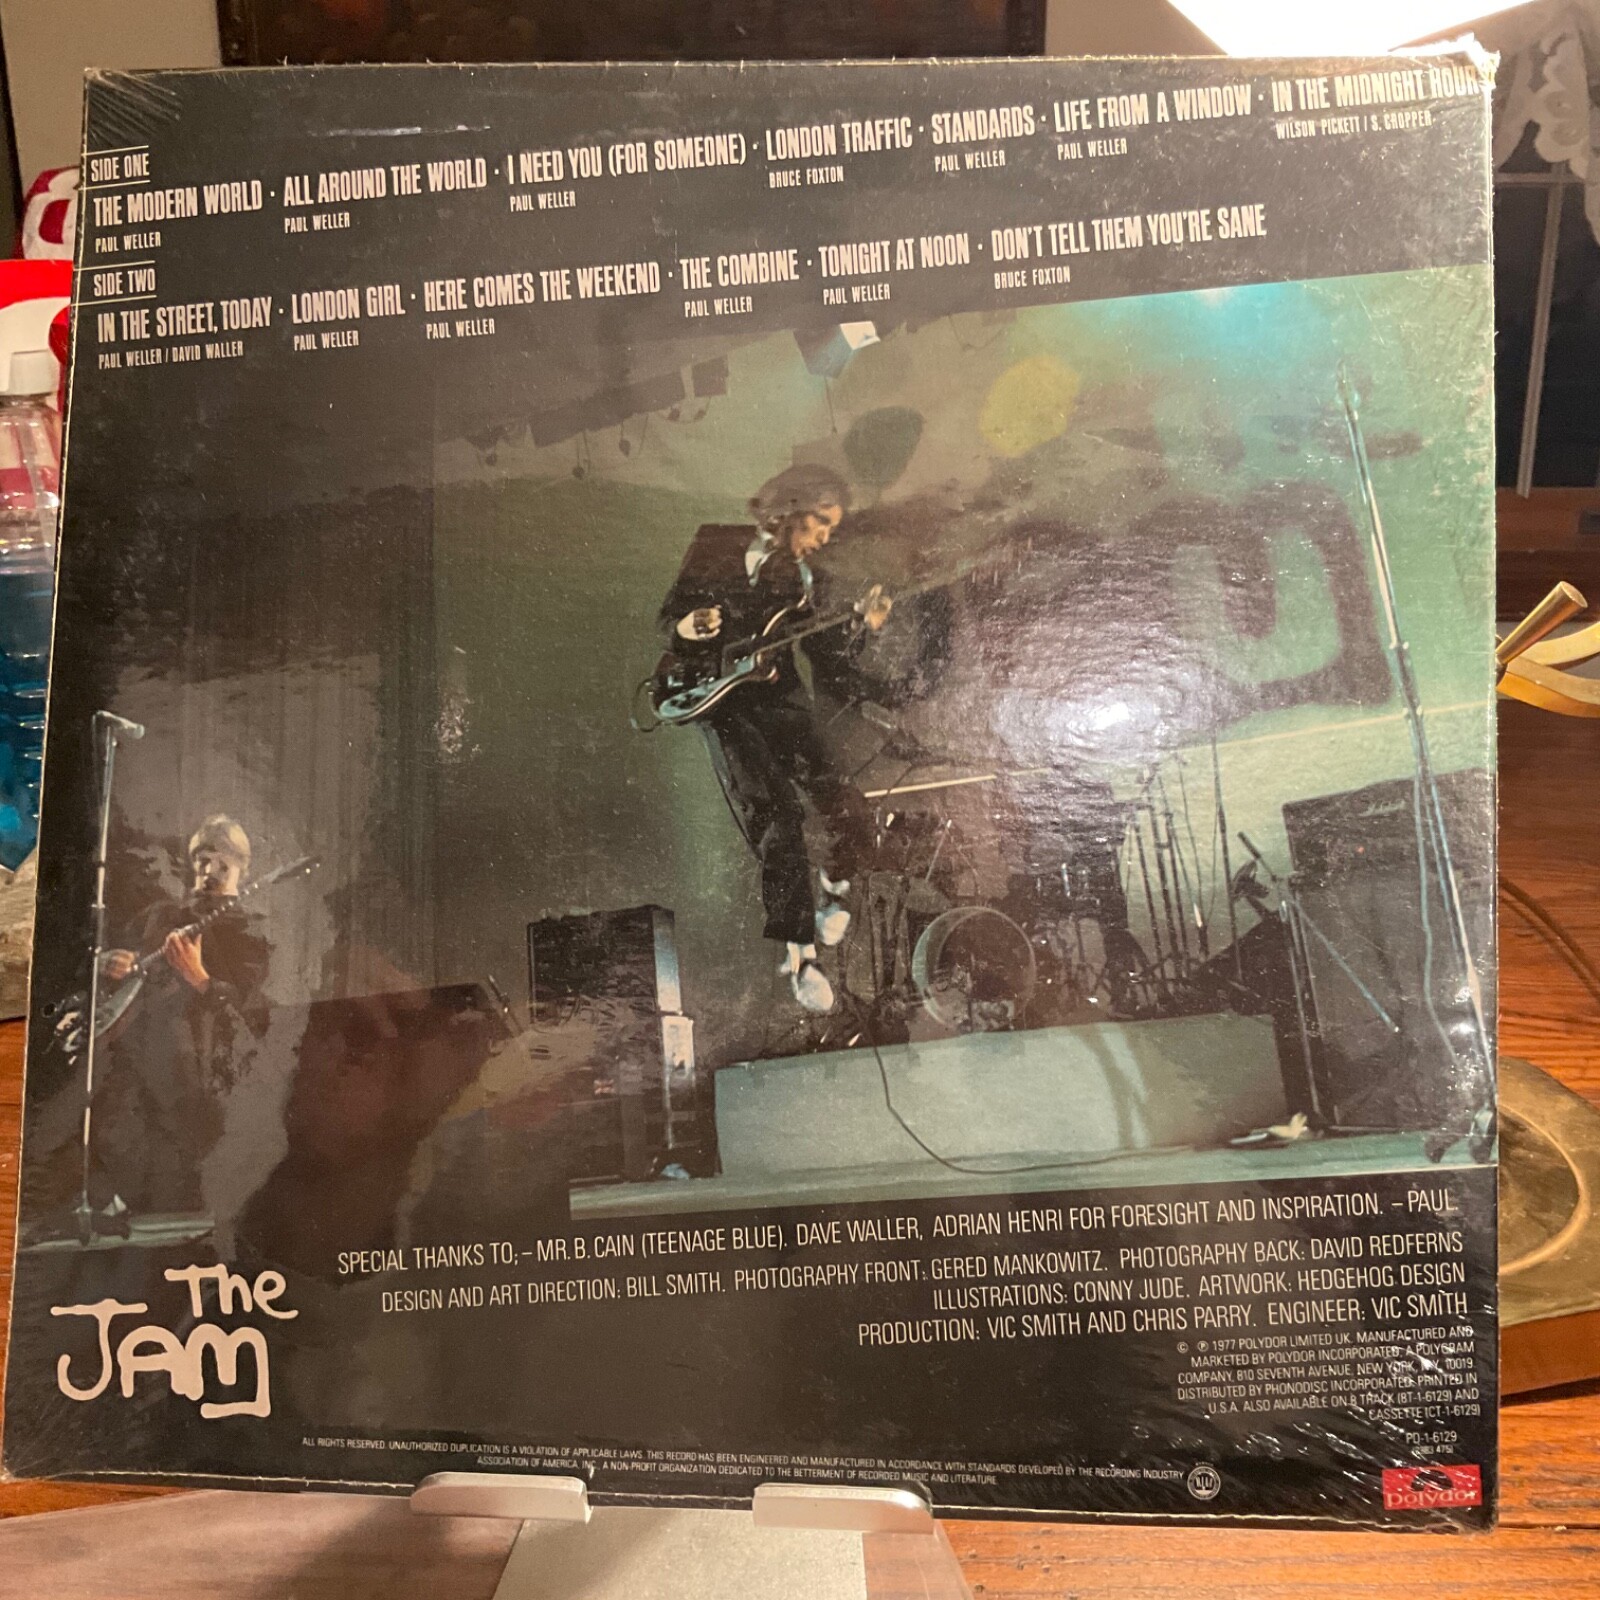 SIDE ONE
THE MODERN WORLD · ALL AROUND THE WORLD · I NEED YOU (FOR SOMEONE) · LONDON TRAFFIC · STANDARDS · LIFE FROM A WINDOW · IN THE MIDNIGHT HOUR
PAUL WELLER PAUL WELLER PAUL WELLER BRUCE FOXTON PAUL WELLER PAUL WELLER WILSON PICKETT / S. CROPPER
SIDE TWO
IN THE STREET, TODAY · LONDON GIRL · HERE COMES THE WEEKEND · THE COMBINE · TONIGHT AT NOON · DON'T TELL THEM YOU'RE SANE
PAUL WELLER / DAVID WALLER PAUL WELLER PAUL WELLER PAUL WELLER PAUL WELLER BRUCE FOXTON
Marshall
SPECIAL THANKS TO; – MR. B. CAIN (TEENAGE BLUE). DAVE WALLER, ADRIAN HENRI FOR FORESIGHT AND INSPIRATION. – PAUL.
DESIGN AND ART DIRECTION: BILL SMITH. PHOTOGRAPHY FRONT: GERED MANKOWITZ. PHOTOGRAPHY BACK: DAVID REDFERNS
ILLUSTRATIONS: CONNY JUDE. ARTWORK: HEDGEHOG DESIGN
PRODUCTION: VIC SMITH AND CHRIS PARRY. ENGINEER: VIC SMITH
© ℗ 1977 POLYDOR LIMITED UK. MANUFACTURED AND
MARKETED BY POLYDOR INCORPORATED, A POLYGRAM
COMPANY, 810 SEVENTH AVENUE, NEW YORK, N.Y. 10019.
DISTRIBUTED BY PHONODISC INCORPORATED. PRINTED IN
U.S.A. ALSO AVAILABLE ON 8 TRACK (8T-1-6129) AND
CASSETTE (CT-1-6129)
PD-1-6129
(2383 475)
The
JAM
ALL RIGHTS RESERVED. UNAUTHORIZED DUPLICATION IS A VIOLATION OF APPLICABLE LAWS. THIS RECORD HAS BEEN ENGINEERED AND MANUFACTURED IN ACCORDANCE WITH STANDARDS DEVELOPED BY THE RECORDING INDUSTRY
ASSOCIATION OF AMERICA, INC., A NON-PROFIT ORGANIZATION DEDICATED TO THE BETTERMENT OF RECORDED MUSIC AND LITERATURE.
Polydor